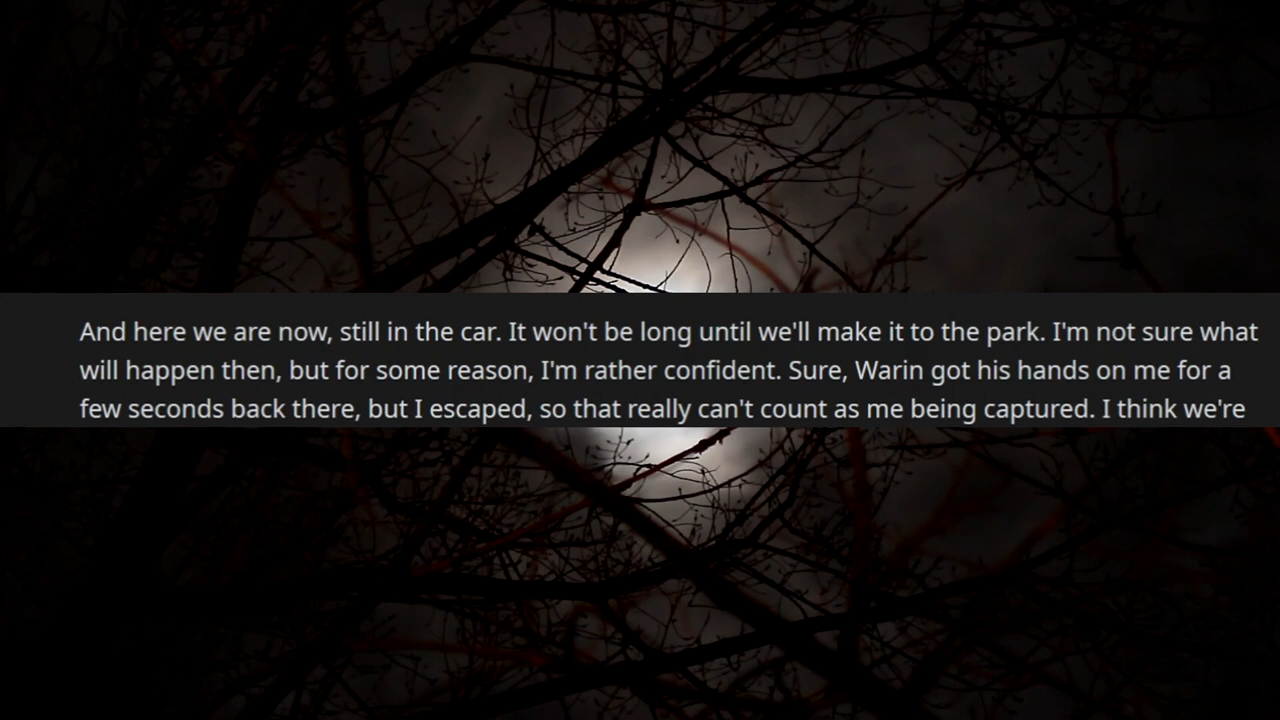 And here we are now, still in the car. It won't be long until we'll make it to the park. I'm not sure what
will happen then, but for some reason, I'm rather confident. Sure, Warin got his hands on me for a
few seconds back there, but I escaped, so that really can't count as me being captured. I think we're